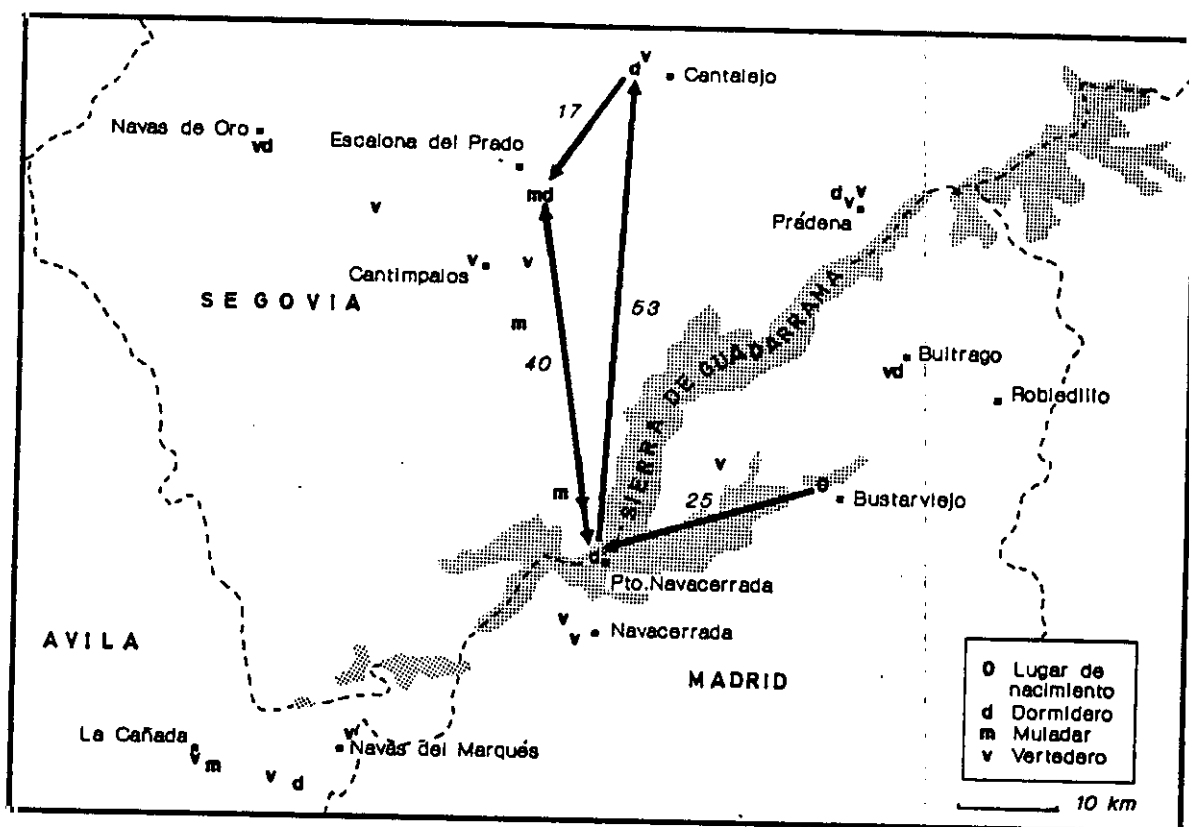 d v
Cantalejo
17
Navas de Oro
vd
Escalona del Prado
md
v
d v v
Prádena
v
v
Cantimpalos
SEGOVIA
m
53
40
SIERRA DE GUADARRAMA
Buitrago
vd
Robledillo
v
m
25
0
Bustarviejo
d
Pto.Navacerrada
v
v
Navacerrada
AVILA
MADRID
La Cañada
v m
v
Navas del Marqués
v d
0 Lugar de
nacimiento
d Dormidero
m Muladar
v Vertedero
10 km